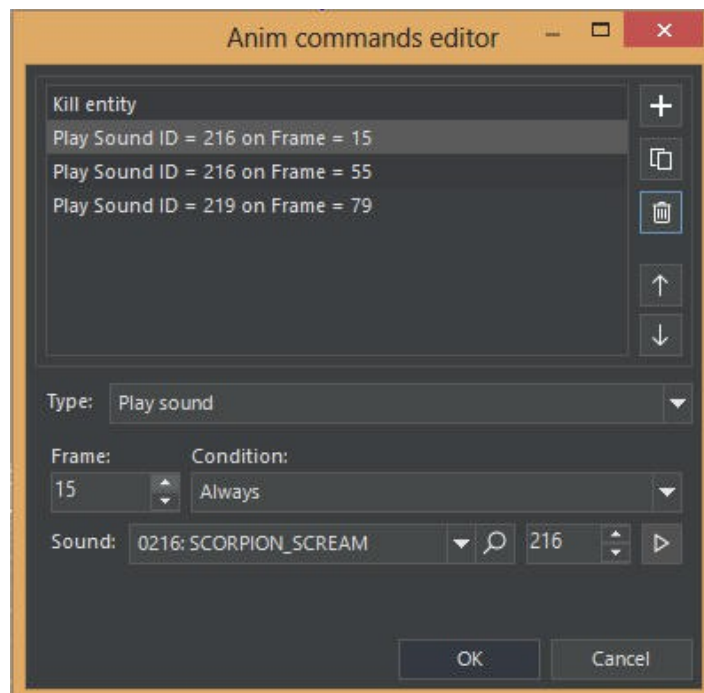 Anim commands editor
Kill entity
Play Sound ID = 216 on Frame = 15
Play Sound ID = 216 on Frame = 55
Play Sound ID = 219 on Frame = 79
Type: Play sound
Frame: Condition:
15 Always
Sound: 0216: SCORPION_SCREAM 216
OK Cancel